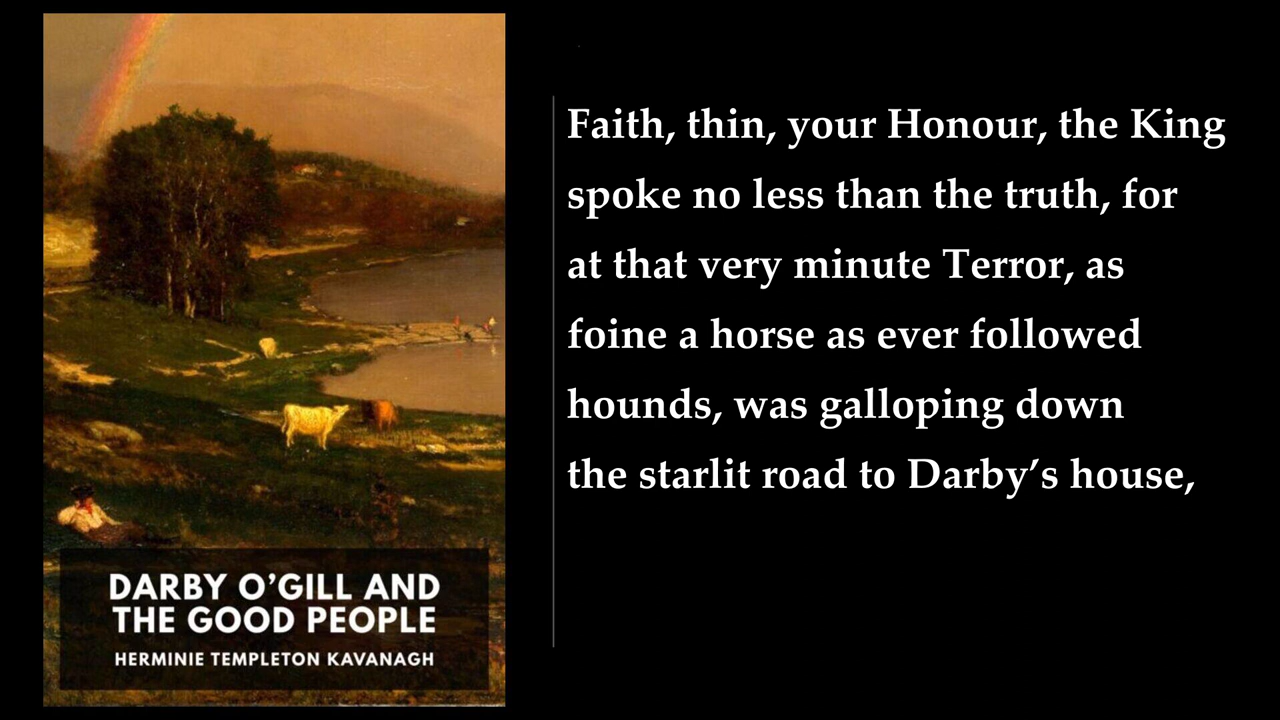 Faith, thin, your Honour, the King
spoke no less than the truth, for
at that very minute Terror, as
foine a horse as ever followed
hounds, was galloping down
the starlit road to Darby’s house,
DARBY O’GILL AND
THE GOOD PEOPLE
HERMINIE TEMPLETON KAVANAGH